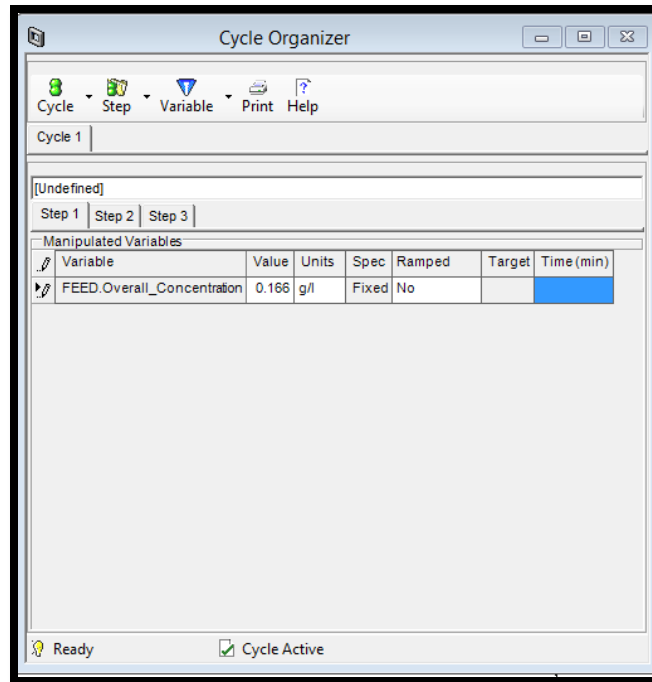 Cycle Organizer
Cycle Step Variable Print Help
Cycle 1
[Undefined]
Step 1 Step 2 Step 3
Manipulated Variables
Variable Value Units Spec Ramped Target Time (min)
FEED.Overall_Concentration 0.166 g/l Fixed No
Ready Cycle Active